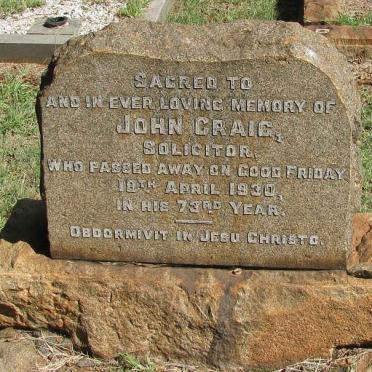 SACRED TO
AND IN EVER LOVING MEMORY OF
JOHN CRAIG,
SOLICITOR,
WHO PASSED AWAY ON GOOD FRIDAY
18TH APRIL 1930,
IN HIS 73RD YEAR.
OBDORMIVIT IN JESU CHRISTO.